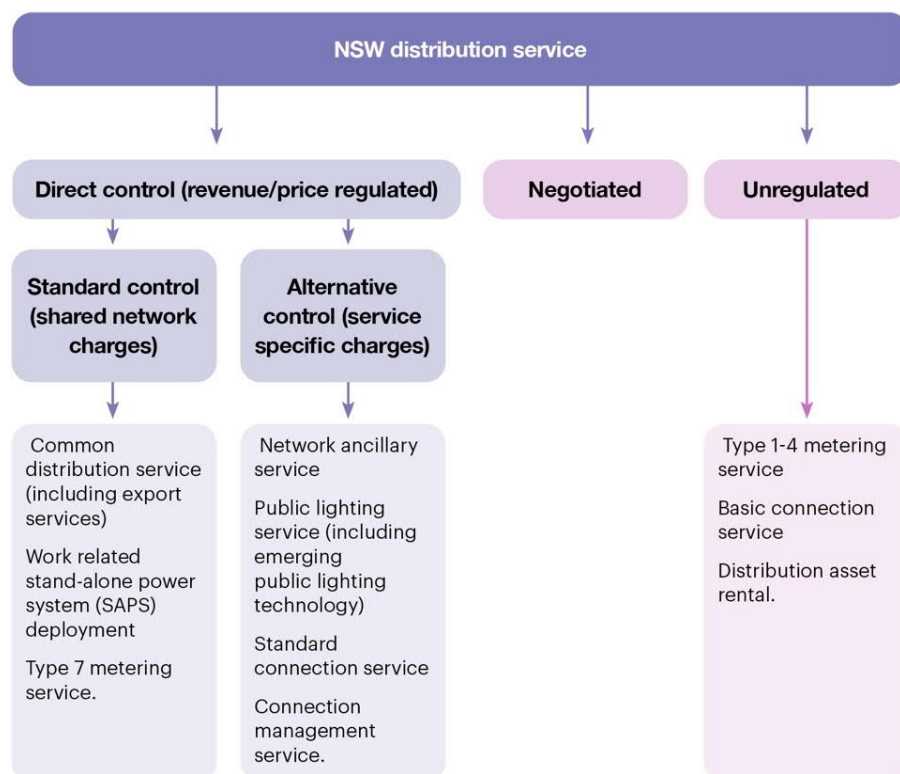 NSW distribution service
Direct control (revenue/price regulated)
Negotiated
Unregulated
Standard control
(shared network
charges)
Alternative
control (service
specific charges)
Common
distribution service
(including export
services)
Work related
stand-alone power
system (SAPS)
deployment
Type 7 metering
service.
Network ancillary
service
Public lighting
service (including
emerging
public lighting
technology)
Standard
connection service
Connection
management
service.
Type 1-4 metering
service
Basic connection
service
Distribution asset
rental.